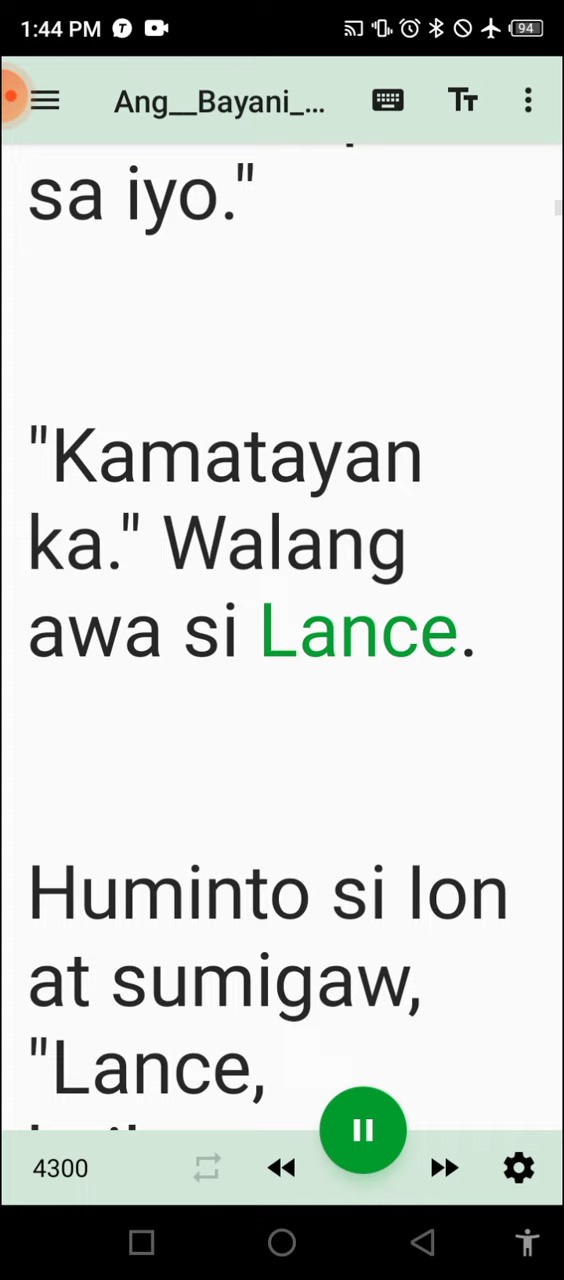 1:44 PM
94
Ang__Bayani_...
sa iyo."
"Kamatayan
ka." Walang
awa si Lance.
Huminto si Ion
at sumigaw,
"Lance,
4300